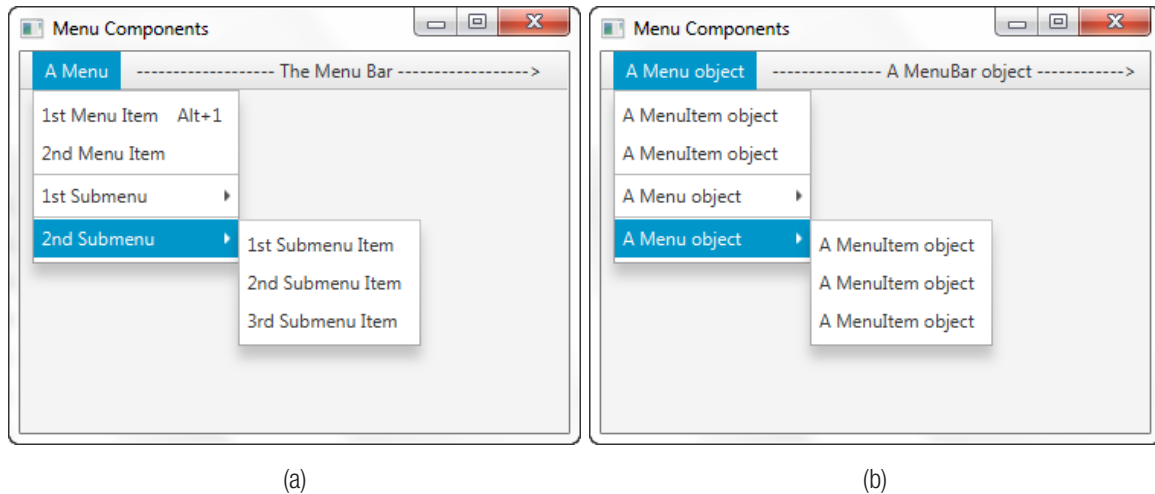 Menu Components
A Menu ------------------- The Menu Bar ------------------>
1st Menu Item Alt+1
2nd Menu Item
1st Submenu
2nd Submenu
1st Submenu Item
2nd Submenu Item
3rd Submenu Item
(a)
Menu Components
A Menu object --------------- A MenuBar object ------------>
A MenuItem object
A MenuItem object
A Menu object
A Menu object
A MenuItem object
A MenuItem object
A MenuItem object
(b)